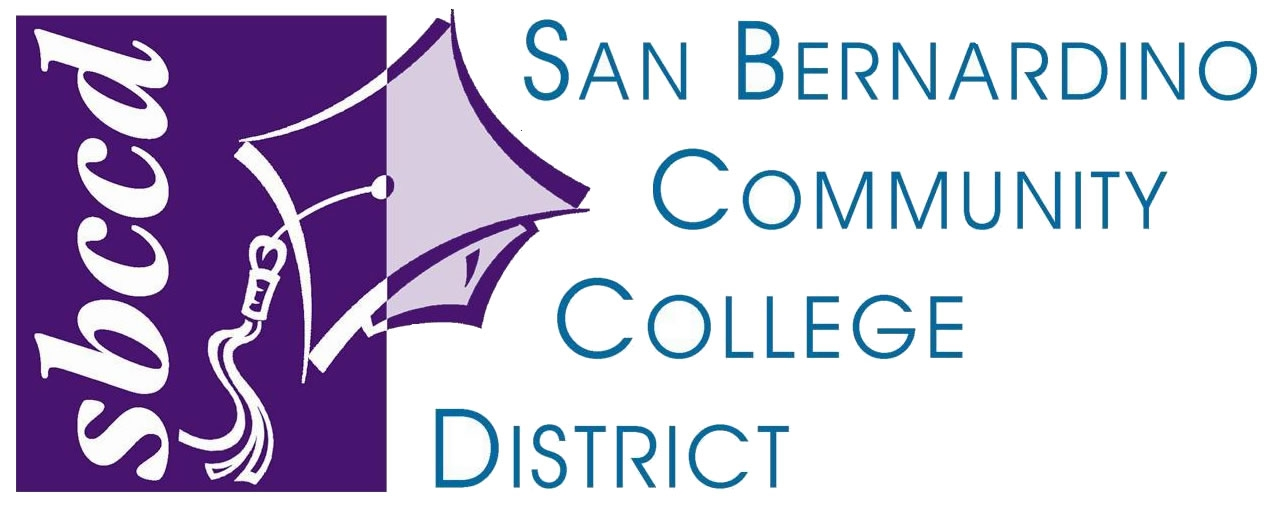 sbccd
SAN BERNARDINO
COMMUNITY
COLLEGE
DISTRICT